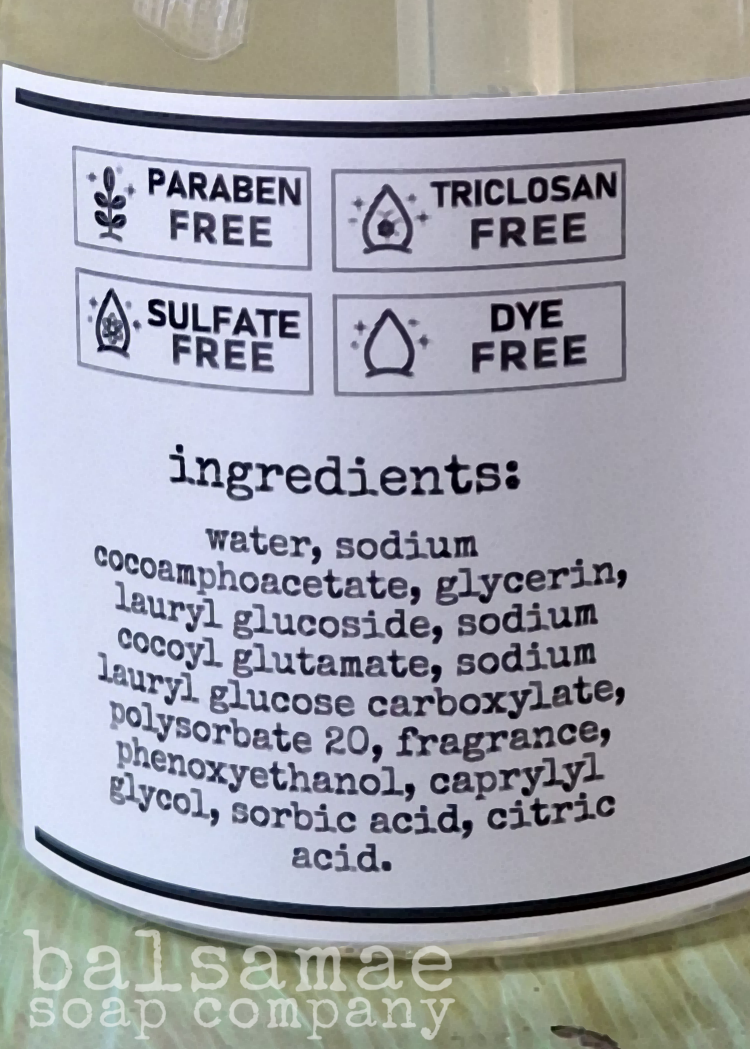 PARABEN
FREE
TRICLOSAN
FREE
SULFATE
FREE
DYE
FREE
ingredients:
water, sodium
cocoamphoacetate, glycerin,
lauryl glucoside, sodium
cocoyl glutamate, sodium
lauryl glucose carboxylate,
polysorbate 20, fragrance,
phenoxyethanol, caprylyl
glycol, sorbic acid, citric
acid.
balsamae
soap company